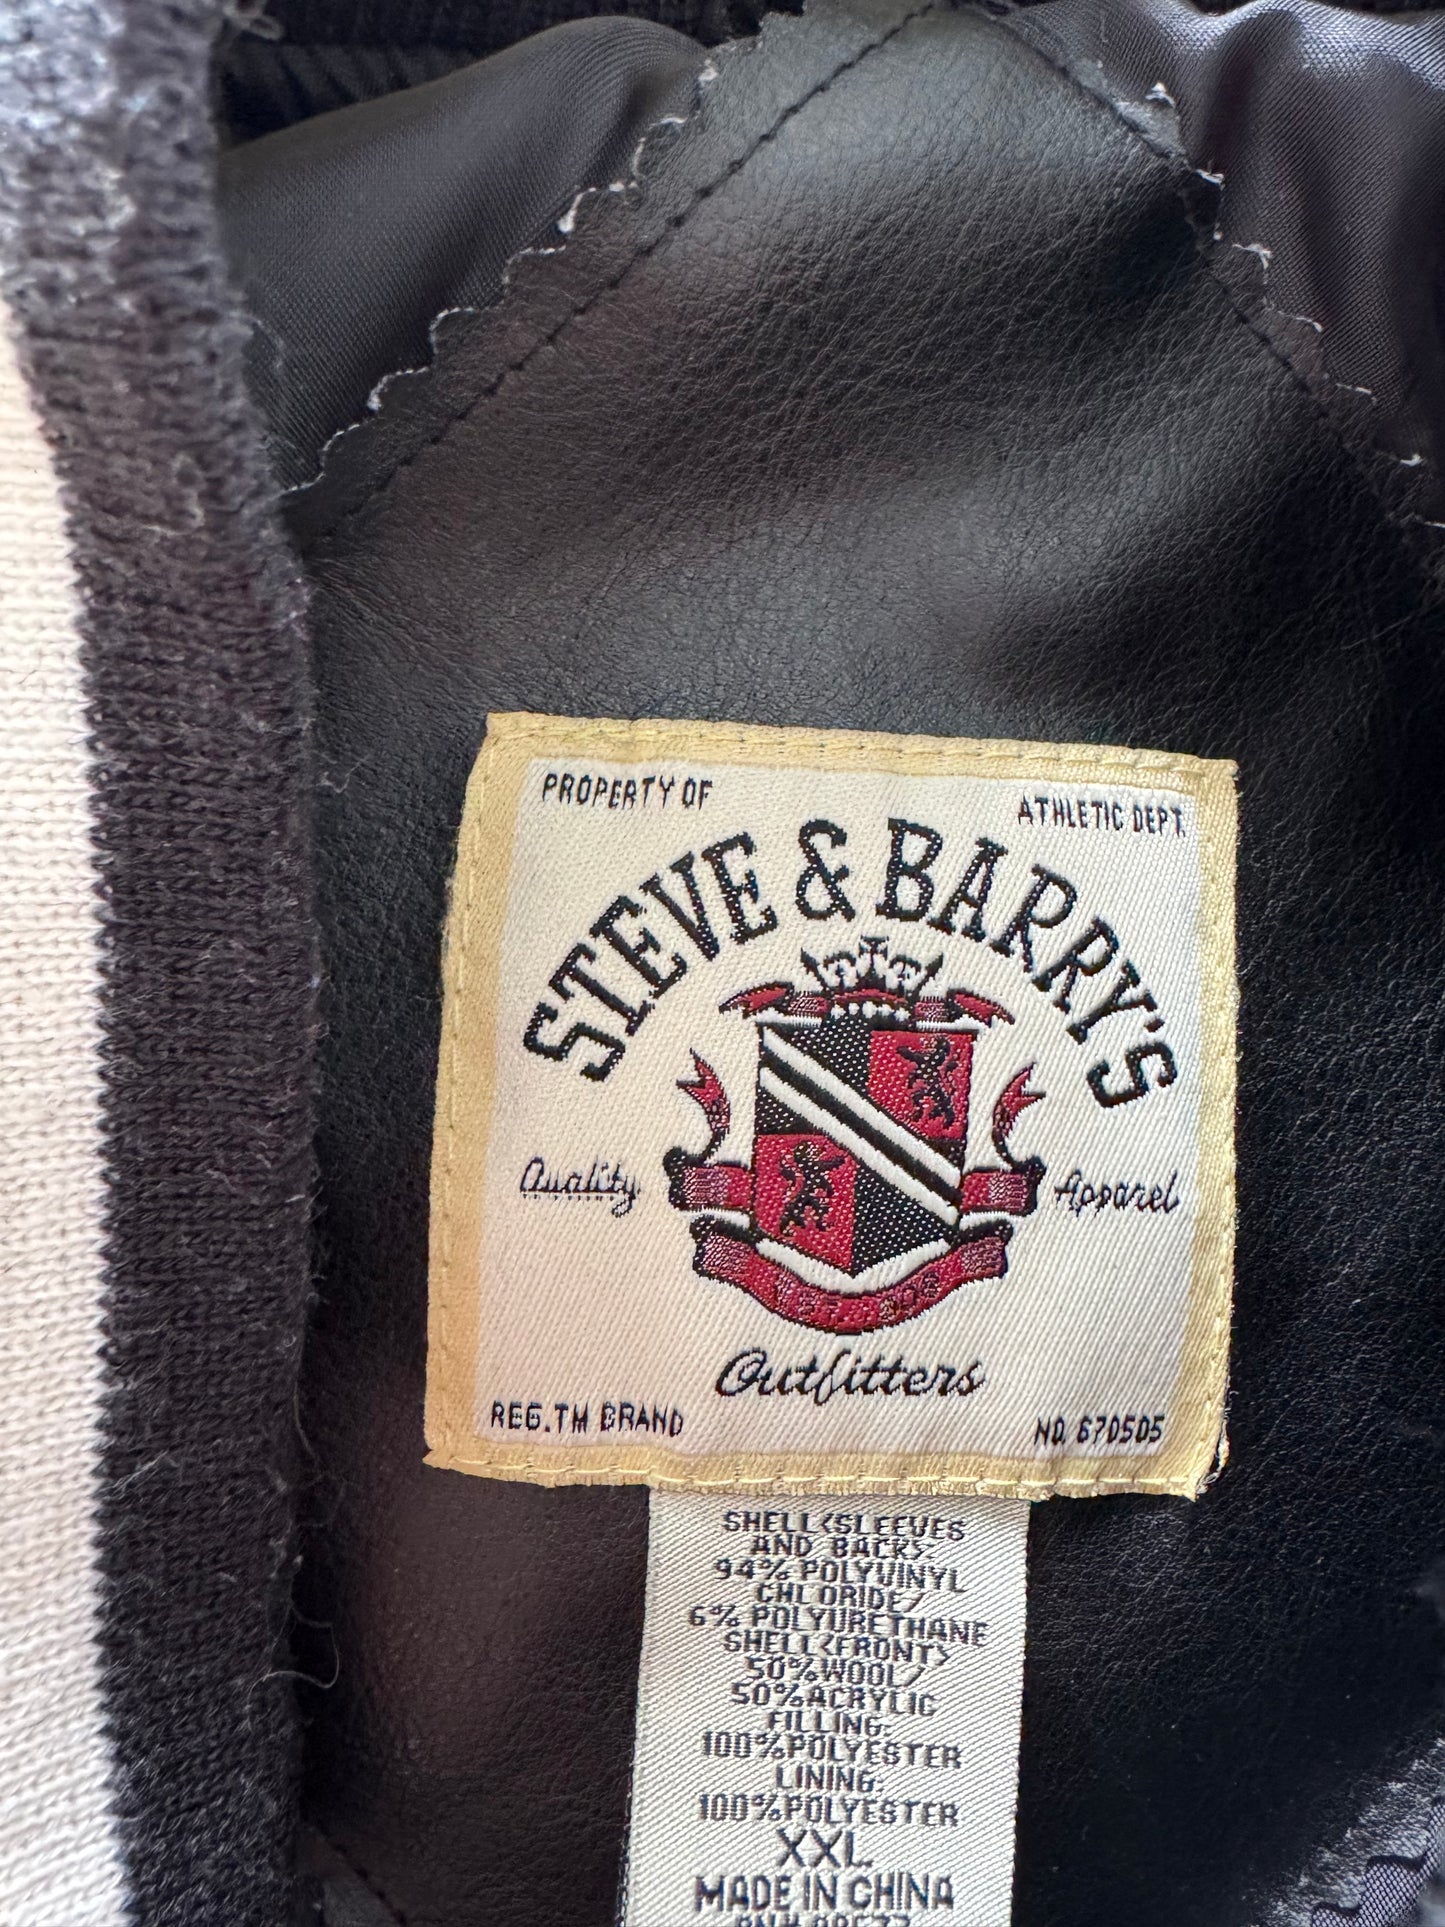 PROPERTY OF
ATHLETIC DEPT.
STEVE & BARRY'S
Quality
Apparel
Outfitters
REG.TM BRAND
NO. 670505
SHELL(SLEEVES
AND BACK):
94% POLYVINYL
CHLORIDE/
6% POLYURETHANE
SHELL(FRONT)
50%WOOL/
50%ACRYLIC
FILLING:
100%POLYESTER
LINING:
100%POLYESTER
XXL
MADE IN CHINA